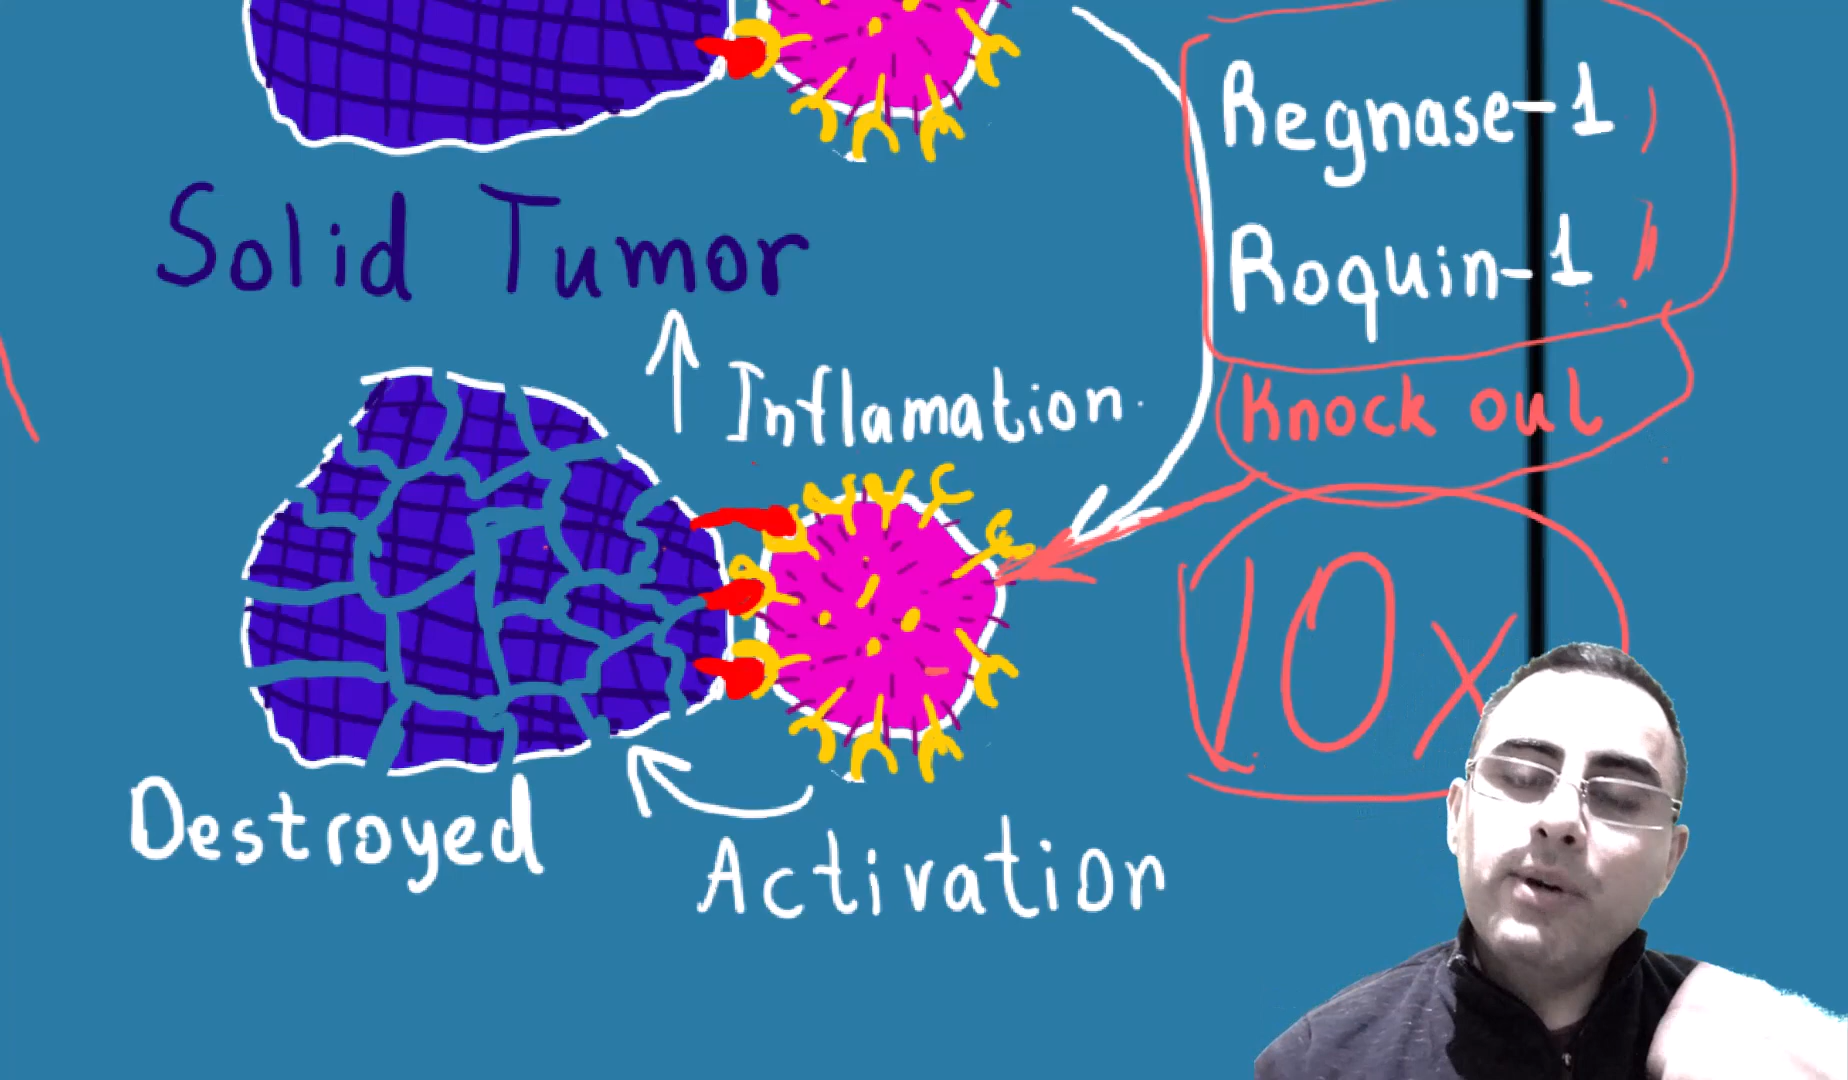 Regnase-1
Roquin-1
Solid Tumor
Inflamation
Knock out
10x
Destroyed
Activation